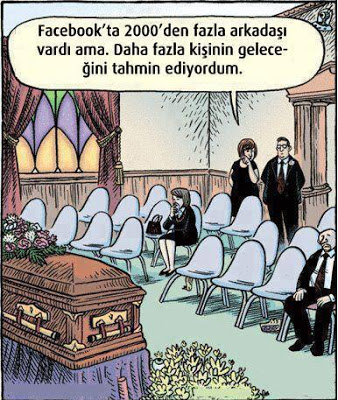 Facebook'ta 2000'den fazla arkadaşı
vardı ama. Daha fazla kişinin gelece-
ğini tahmin ediyordum.